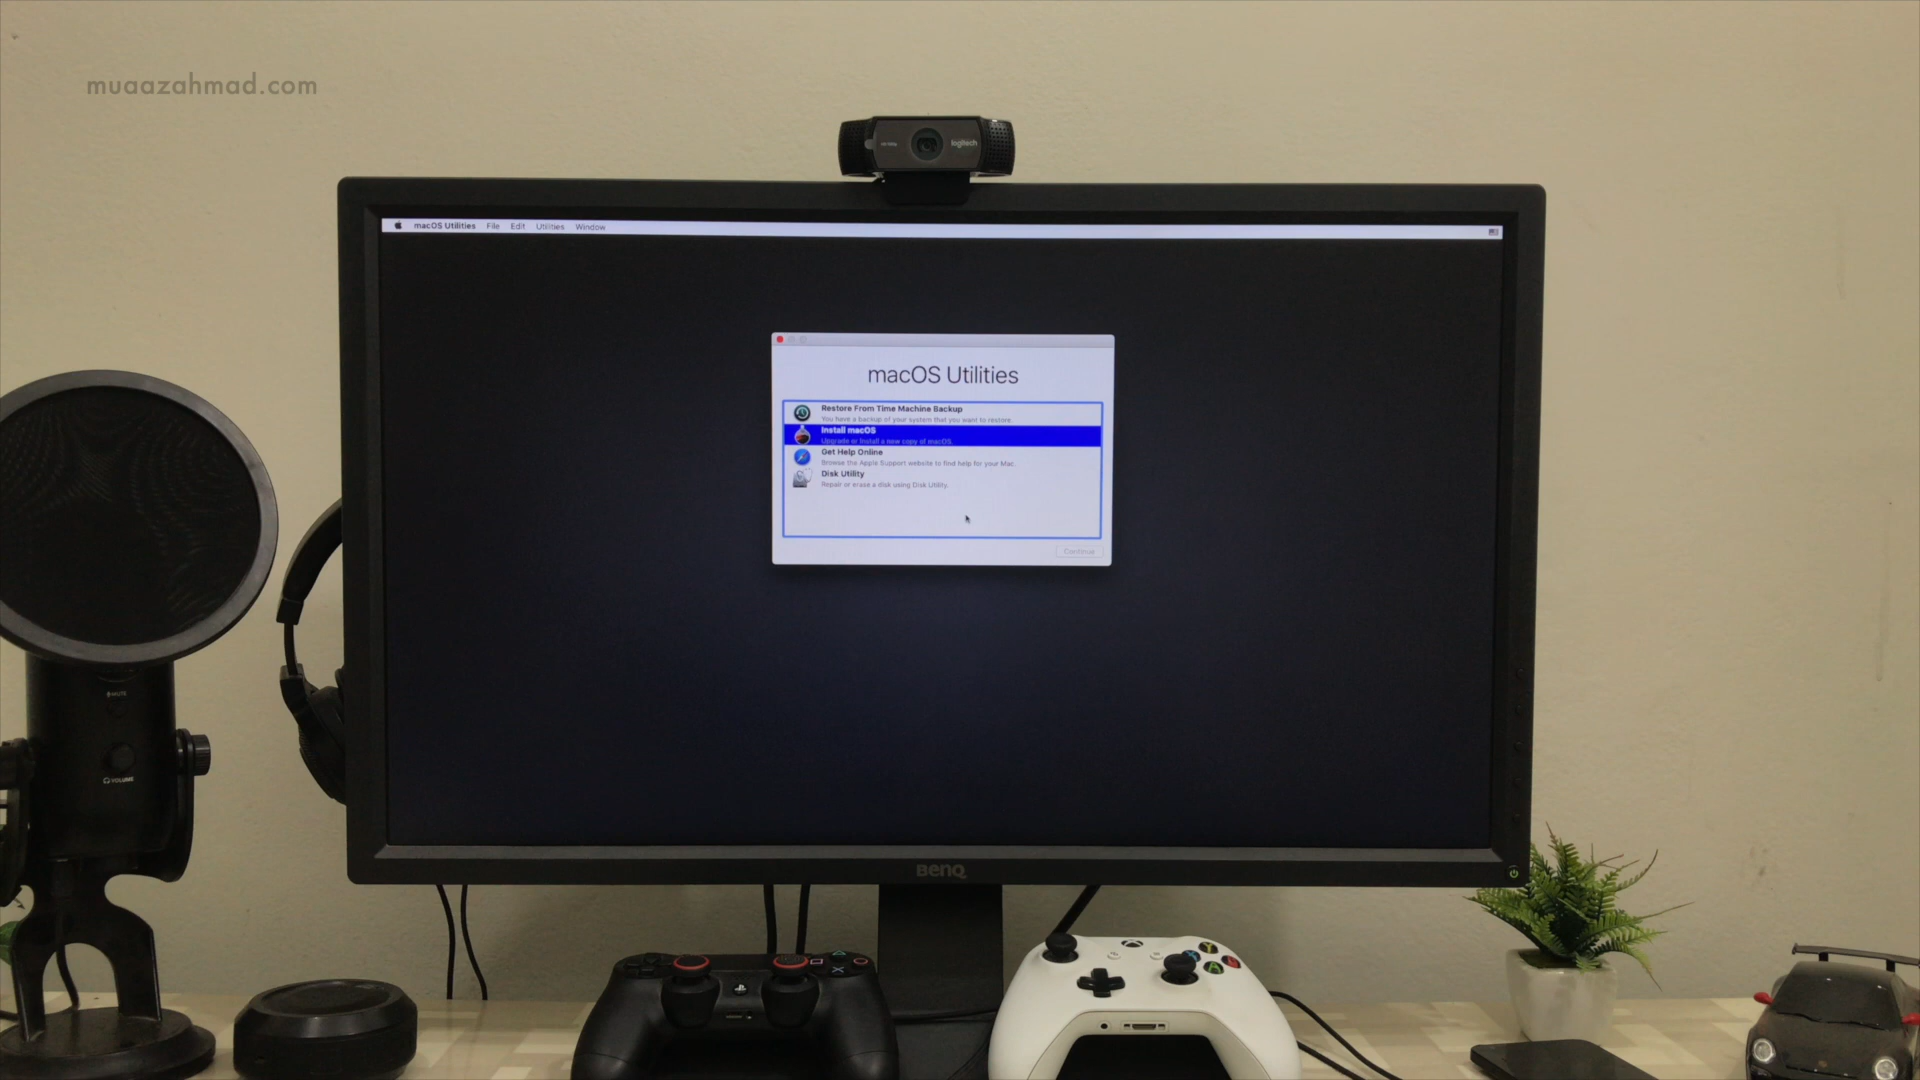 muaazahmad.com
logitech
macOS Utilities File Edit Utilities Window
macOS Utilities
Restore From Time Machine Backup
You have a backup of your system that you want to restore.
Install macOS
Upgrade or install a new copy of macOS.
Get Help Online
Browse the Apple Support website to find help for your Mac.
Disk Utility
Repair or erase a disk using Disk Utility.
Continue
MUTE
VOLUME
BenQ